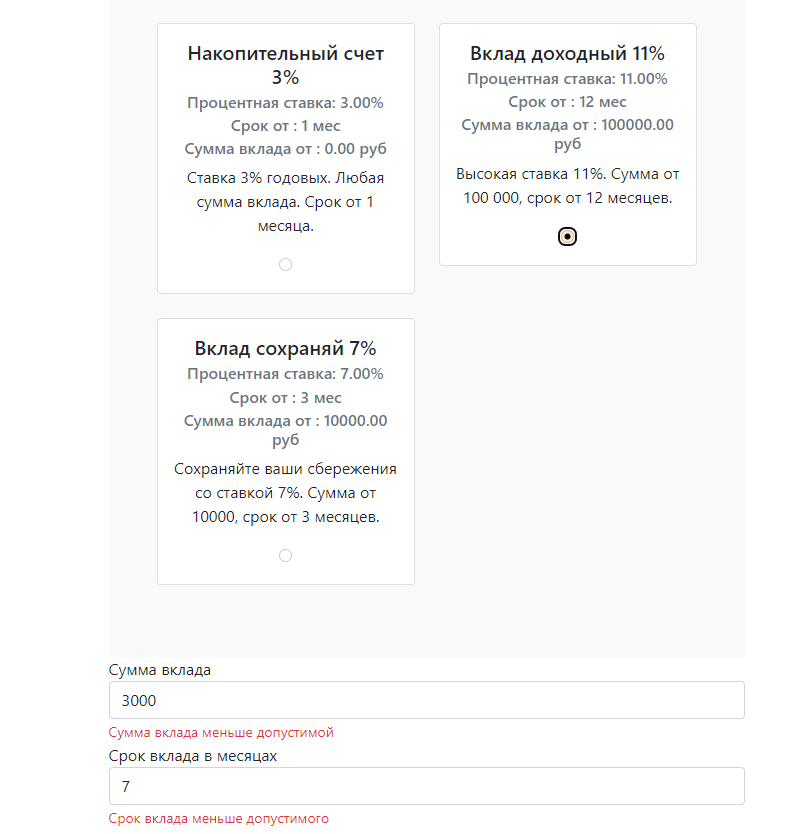 Накопительный счет
3%
Процентная ставка: 3.00%
Срок от : 1 мес
Сумма вклада от : 0.00 руб
Ставка 3% годовых. Любая
сумма вклада. Срок от 1
месяца.
Вклад доходный 11%
Процентная ставка: 11.00%
Срок от : 12 мес
Сумма вклада от : 100000.00
руб
Высокая ставка 11%. Сумма от
100 000, срок от 12 месяцев.
Вклад сохраняй 7%
Процентная ставка: 7.00%
Срок от : 3 мес
Сумма вклада от : 10000.00
руб
Сохраняйте ваши сбережения
со ставкой 7%. Сумма от
10000, срок от 3 месяцев.
Сумма вклада
3000
Сумма вклада меньше допустимой
Срок вклада в месяцах
7
Срок вклада меньше допустимого